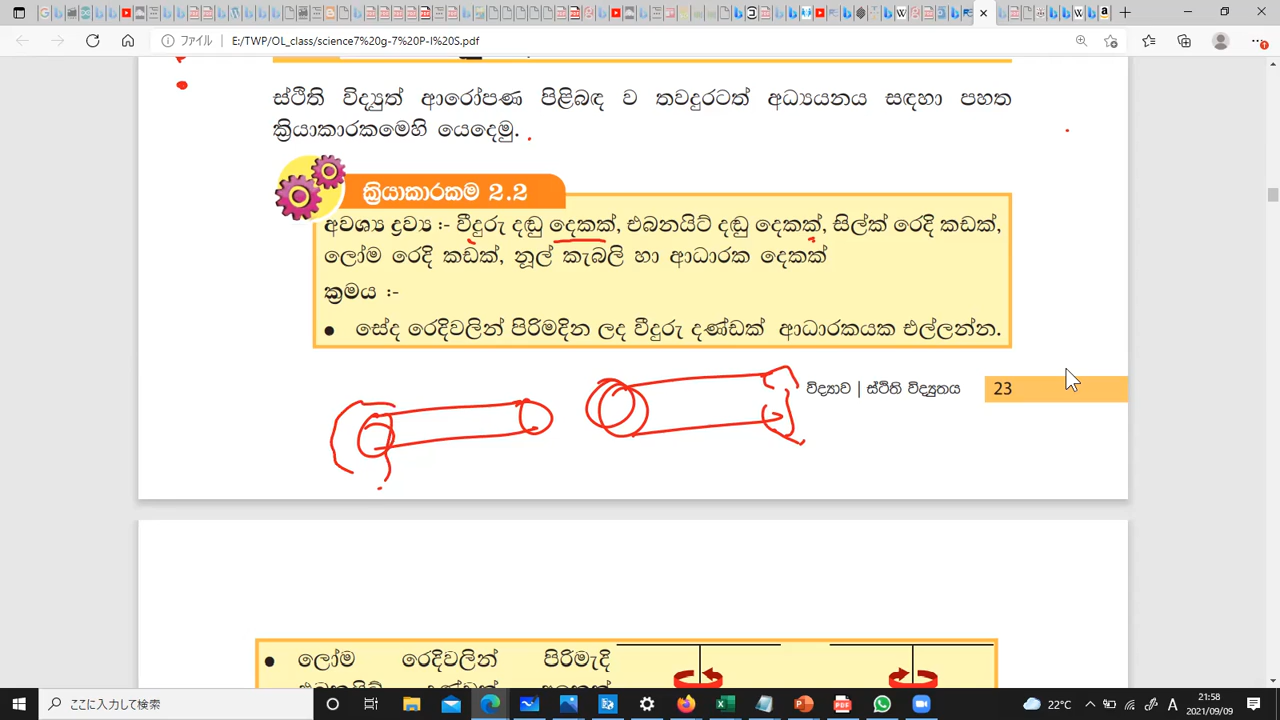 ファイル | E:/TWP/OL_class/science7%20g-7%20P-I%20S.pdf
ස්ථිති විද්‍යුත් ආරෝපණ පිළිබඳ ව තවදුරටත් අධ්‍යයනය සඳහා පහත
ක්‍රියාකාරකමෙහි යෙදෙමු.
ක්‍රියාකාරකම 2.2
අවශ්‍ය ද්‍රව්‍ය :- වීදුරු දඬු දෙකක්, එබනයිට් දඬු දෙකක්, සිල්ක් රෙදි කඩක්,
ලෝම රෙදි කඩක්, නූල් කැබලි හා ආධාරක දෙකක්
ක්‍රමය :-
● සේද රෙදිවලින් පිරිමදින ලද වීදුරු දණ්ඩක් ආධාරකයක එල්ලන්න.
විද්‍යාව | ස්ථිති විද්‍යුතය 23
● ලෝම රෙදිවලින් පිරිමැදි
ここに入力して検索
22°C
A
21:58
2021/09/09